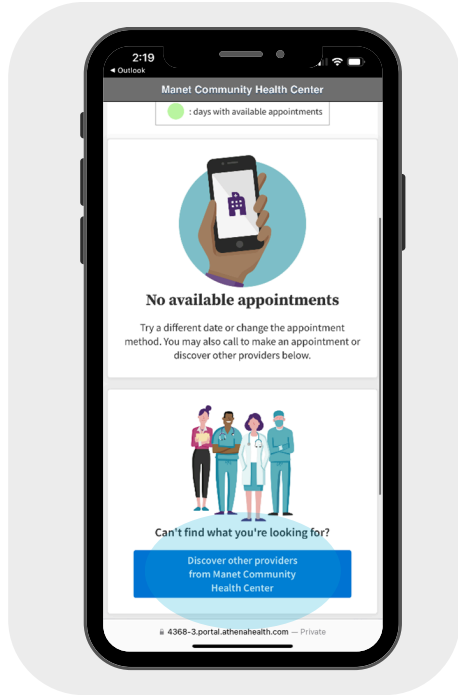 2:19
◀ Outlook
Manet Community Health Center
: days with available appointments
No available appointments
Try a different date or change the appointment
method. You may also call to make an appointment or
discover other providers below.
Can't find what you're looking for?
Discover other providers
from Manet Community
Health Center
4368-3.portal.athenahealth.com — Private